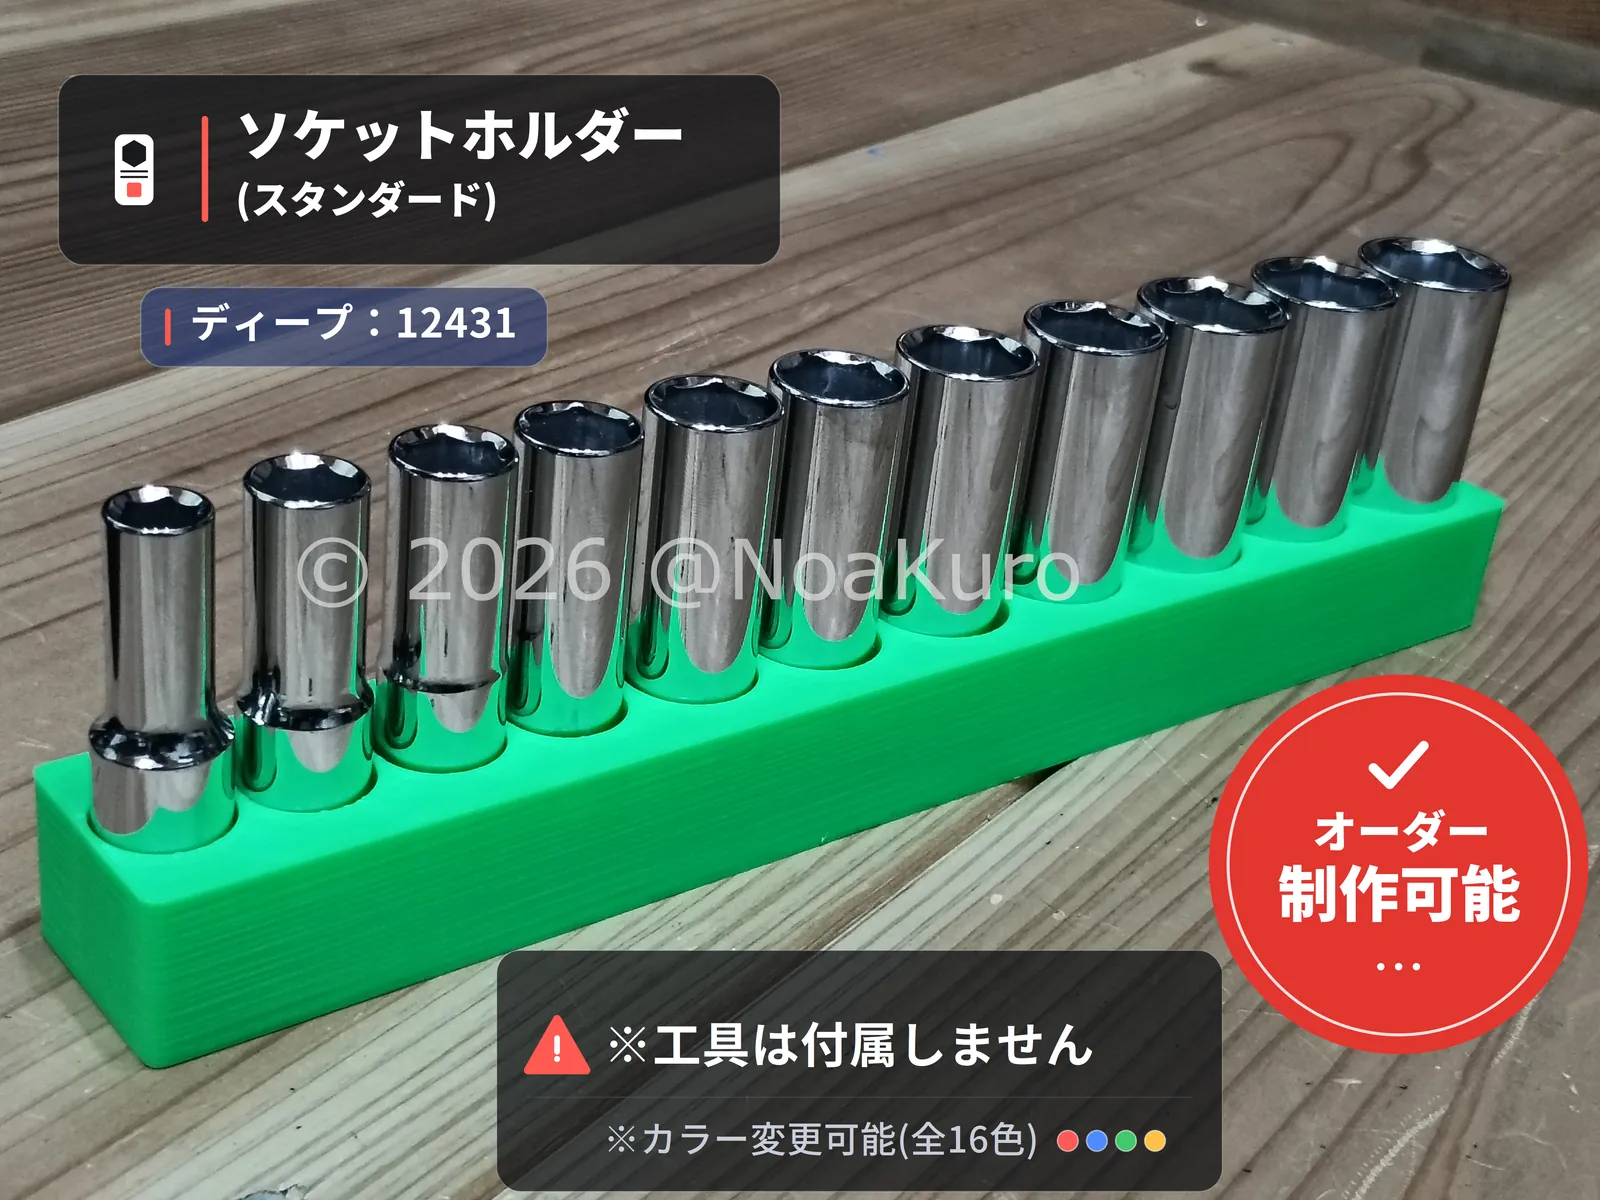 ソケットホルダー
(スタンダード)
ディープ：12431
© 2026 @NoaKuro
オーダー
制作可能
...
※工具は付属しません
※カラー変更可能(全16色)